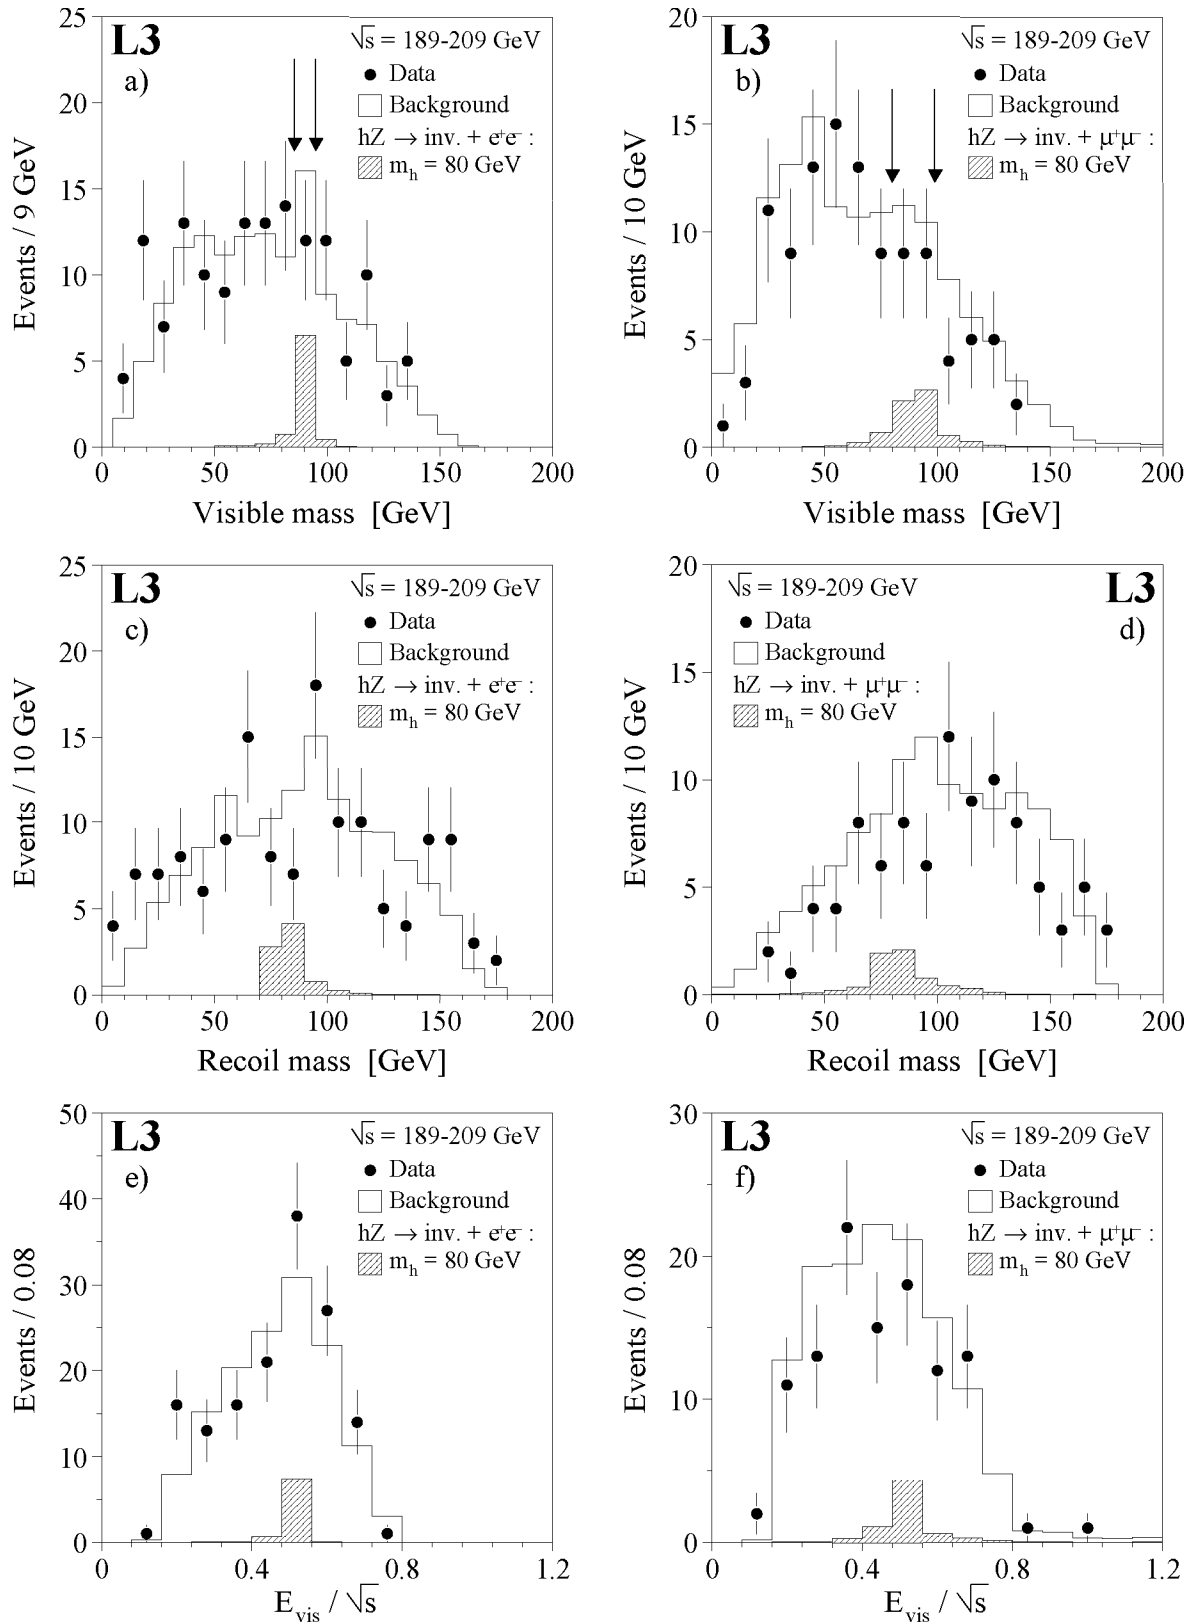 L3
a)
√s = 189-209 GeV
Data
Background
hZ → inv. + e⁺e⁻ :
m_h = 80 GeV
Events / 9 GeV
25
20
15
10
5
0
0 50 100 150 200
Visible mass [GeV]
L3
b)
√s = 189-209 GeV
Data
Background
hZ → inv. + μ⁺μ⁻ :
m_h = 80 GeV
Events / 10 GeV
20
15
10
5
0
0 50 100 150 200
Visible mass [GeV]
L3
c)
√s = 189-209 GeV
Data
Background
hZ → inv. + e⁺e⁻ :
m_h = 80 GeV
Events / 10 GeV
25
20
15
10
5
0
0 50 100 150 200
Recoil mass [GeV]
√s = 189-209 GeV
L3
d)
Data
Background
hZ → inv. + μ⁺μ⁻ :
m_h = 80 GeV
Events / 10 GeV
20
15
10
5
0
0 50 100 150 200
Recoil mass [GeV]
L3
e)
√s = 189-209 GeV
Data
Background
hZ → inv. + e⁺e⁻ :
m_h = 80 GeV
Events / 0.08
50
40
30
20
10
0
0 0.4 0.8 1.2
E_vis / √s
L3
f)
√s = 189-209 GeV
Data
Background
hZ → inv. + μ⁺μ⁻ :
m_h = 80 GeV
Events / 0.08
30
20
10
0
0 0.4 0.8 1.2
E_vis / √s